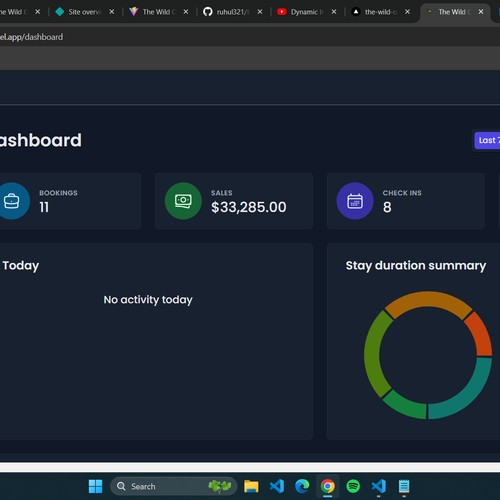 The Wild O
Site overv
The Wild O
ruhul321/t
Dynamic R
the-wild-o
The Wild O
el.app/dashboard
ashboard
Last 7
BOOKINGS
11
SALES
$33,285.00
CHECK INS
8
Today
No activity today
Stay duration summary
Search